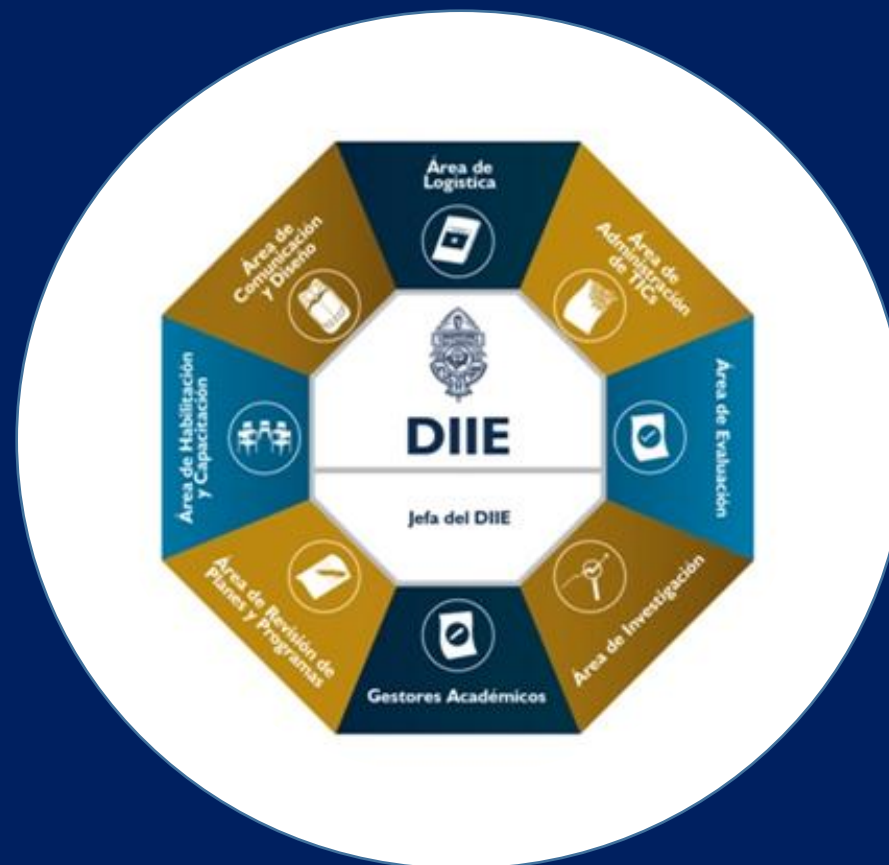 Área de
Logística
Área de
Administración
de TICs
Área de Evaluación
Área de Investigación
Gestores Académicos
Área de Revisión de
Planes y Programas
Área de Habilitación
y Capacitación
Área de
Comunicación
y Diseño
DIIE
Jefa del DIIE